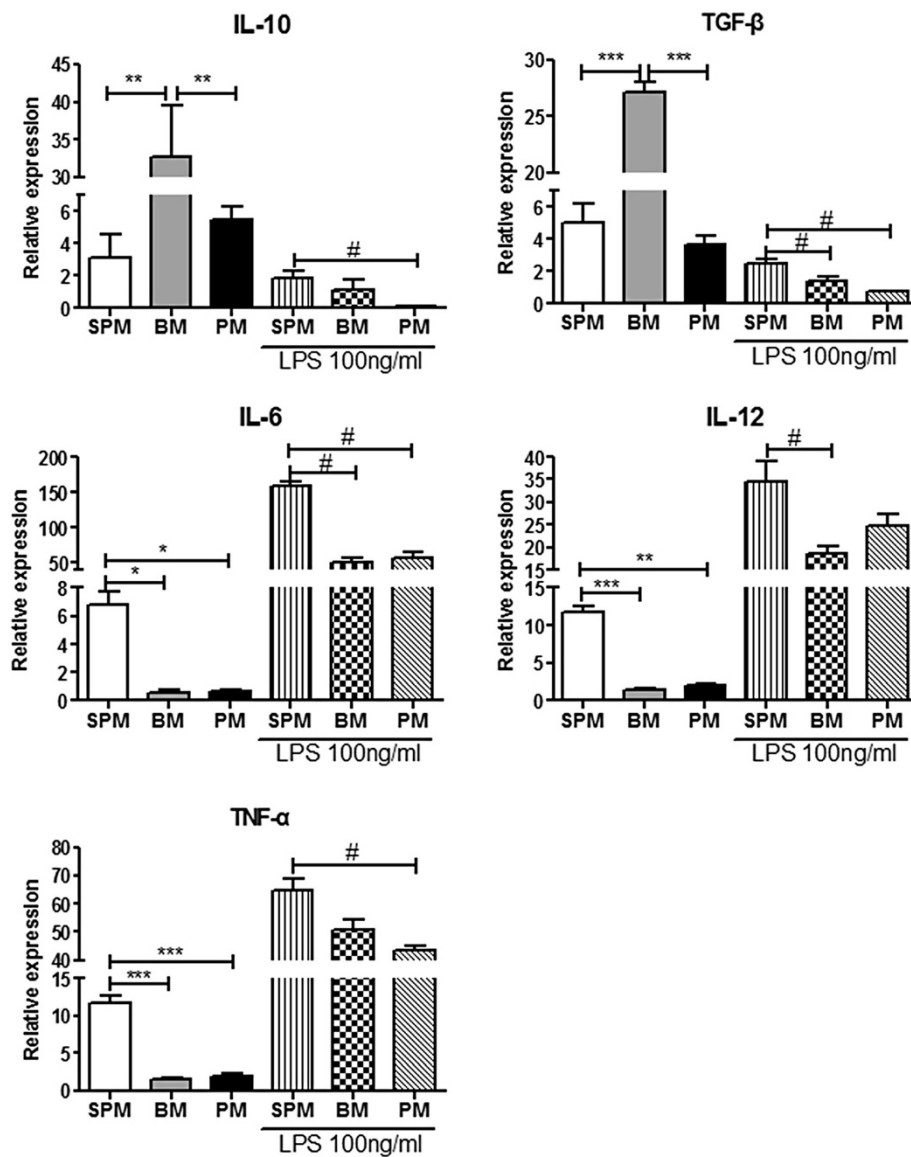 IL-10
Relative expression
45
40
35
30
6
4
2
0
** **
#
SPM BM PM SPM BM PM
LPS 100ng/ml
TGF-β
Relative expression
30
25
20
6
4
2
0
*** ***
#
#
SPM BM PM SPM BM PM
LPS 100ng/ml
IL-6
Relative expression
200
150
100
50
8
6
4
2
0
#
#
*
*
SPM BM PM SPM BM PM
LPS 100ng/ml
IL-12
Relative expression
40
35
30
25
20
15
15
10
5
0
#
**
***
SPM BM PM SPM BM PM
LPS 100ng/ml
TNF-α
Relative expression
80
70
60
50
40
15
10
5
0
#
***
***
SPM BM PM SPM BM PM
LPS 100ng/ml